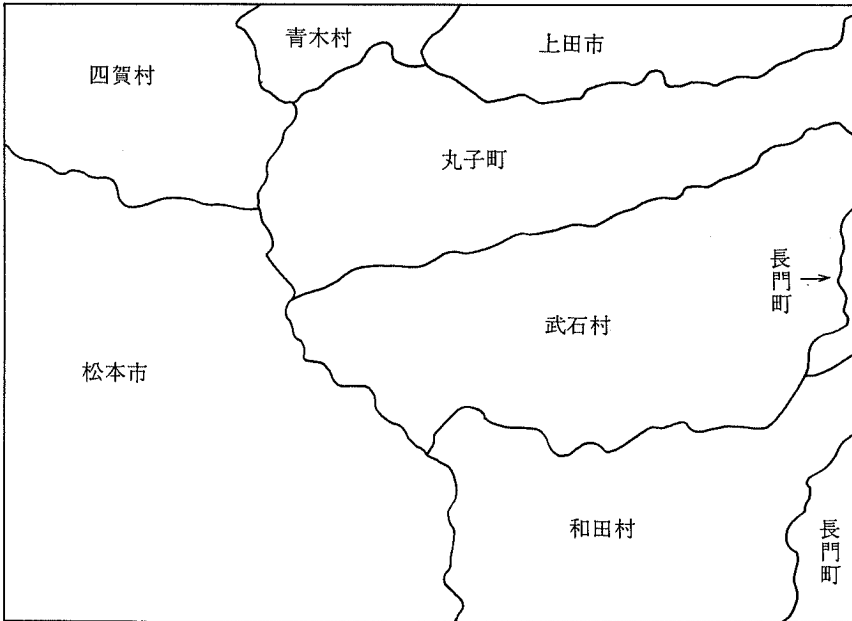 青木村
上田市
四賀村
丸子町
長門町
武石村
松本市
和田村
長門町